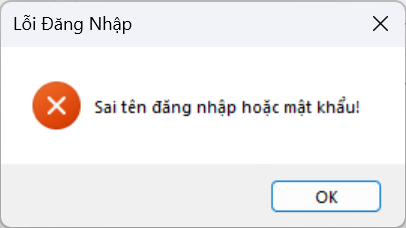 Lỗi Đăng Nhập
Sai tên đăng nhập hoặc mật khẩu!
OK